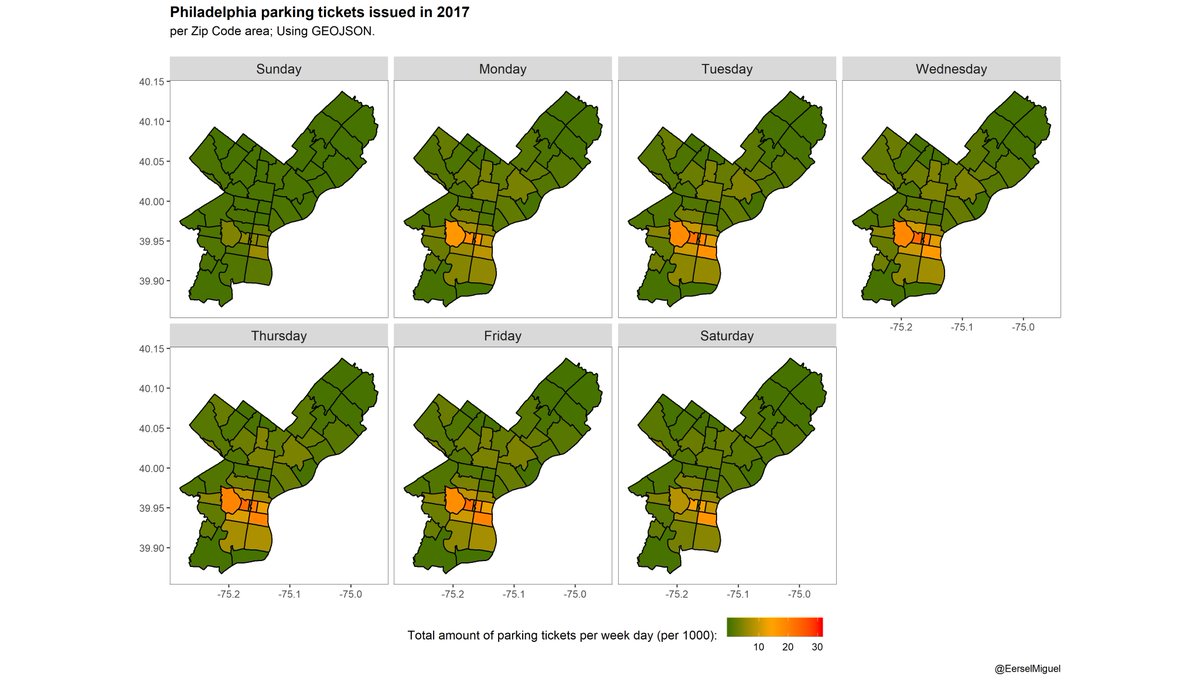 Philadelphia parking tickets issued in 2017
per Zip Code area; Using GEOJSON.
Sunday Monday Tuesday Wednesday
40.15
40.10
40.05
40.00
39.95
39.90
-75.2 -75.1 -75.0
Thursday Friday Saturday
40.15
40.10
40.05
40.00
39.95
39.90
-75.2 -75.1 -75.0 -75.2 -75.1 -75.0 -75.2 -75.1 -75.0
Total amount of parking tickets per week day (per 1000):
10 20 30
@EerselMiguel